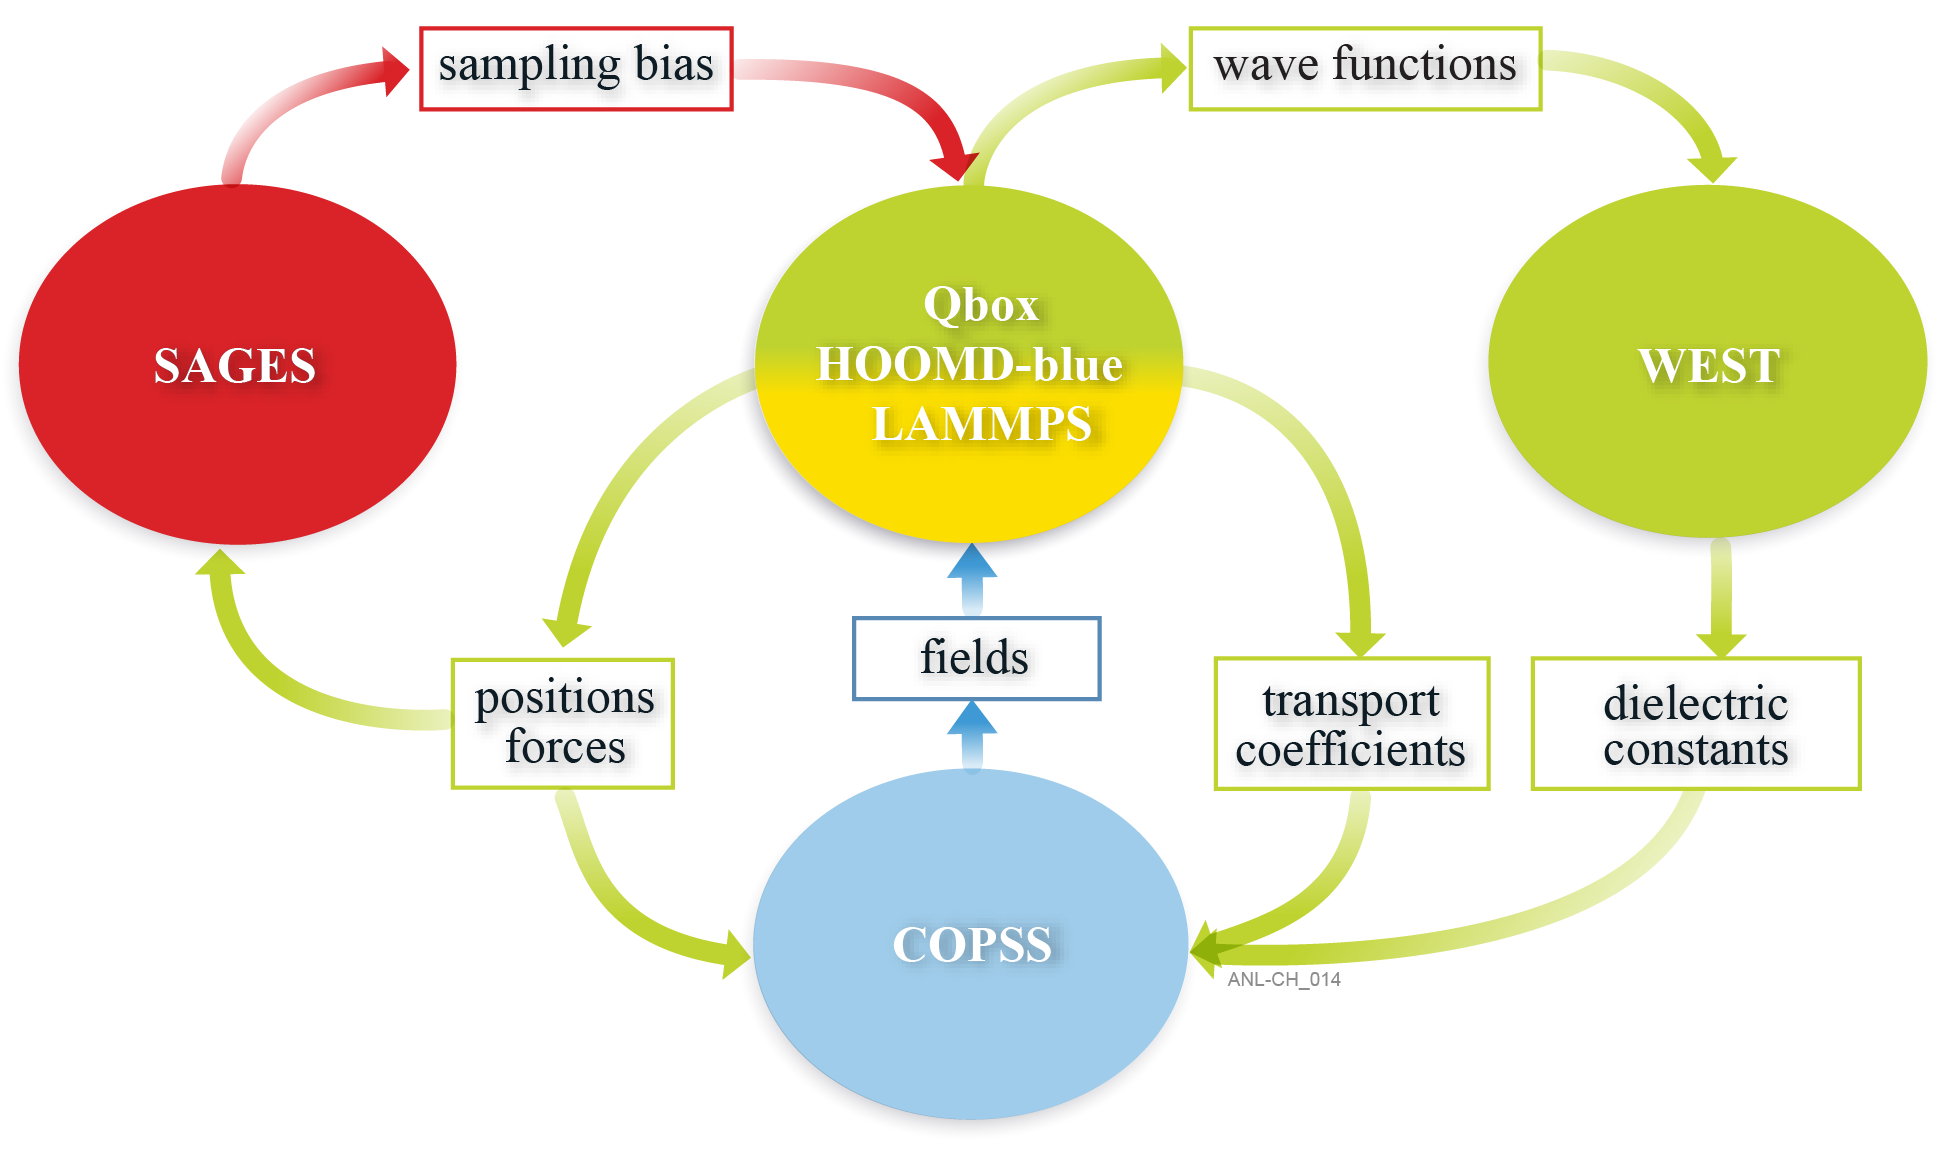 sampling bias
wave functions
SAGES
Qbox
HOOMD-blue
LAMMPS
WEST
fields
positions
forces
transport
coefficients
dielectric
constants
COPSS
ANL-CH_014